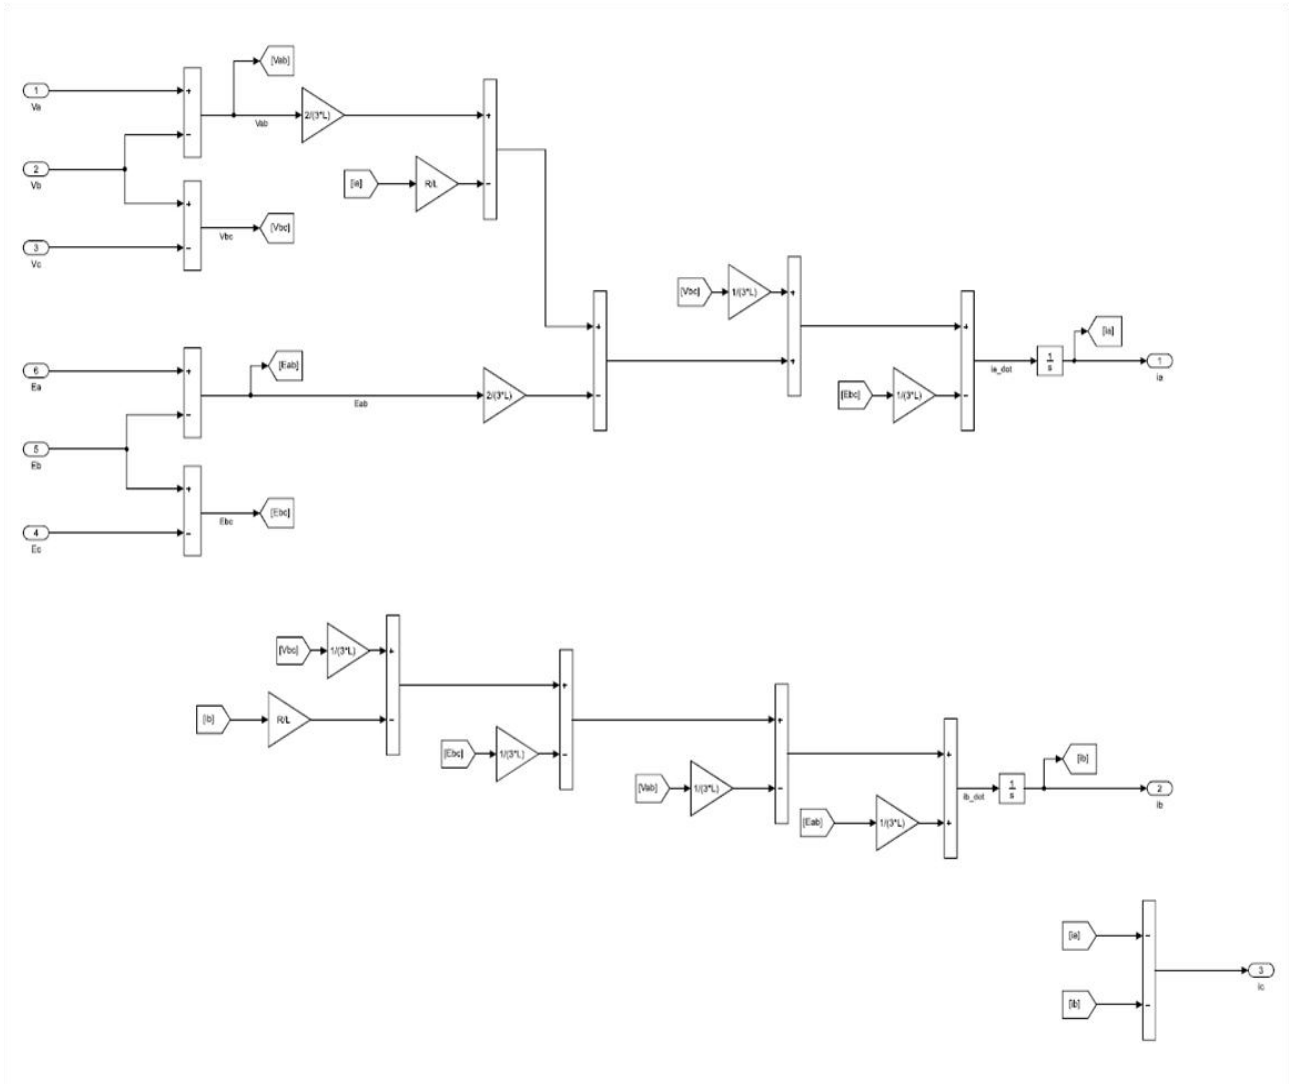 [Vab]
1
+
Va
2/(3*L)
+
Vab
-
2
[ia]
R/L
-
Vb
+
[Vbc]
Vbc
3
-
Vc
[Vbc]
1/(3*L)
+
+
+
[ia]
1
s
1
ia_dot
ia
+
[Eab]
6
+
Ea
2/(3*L)
-
[Ebc]
1/(3*L)
-
Eab
-
5
Eb
+
[Ebc]
Ebc
4
-
Ec
[Vbc]
1/(3*L)
+
+
[ib]
R/L
-
+
[Ebc]
1/(3*L)
-
+
[ib]
[Vab]
1/(3*L)
-
1
s
2
ib_dot
ib
[Eab]
1/(3*L)
+
[ia]
-
3
ic
[ib]
-